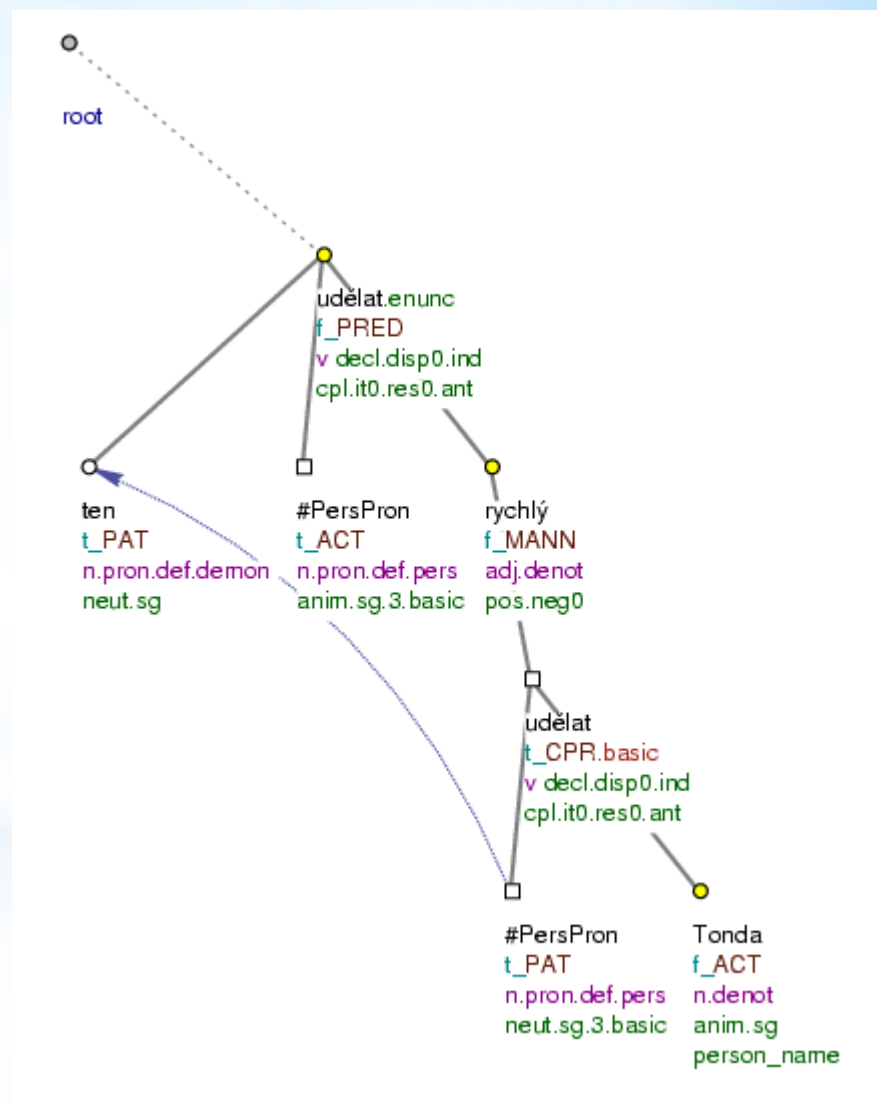 root
udělat.enunc
f_PRED
v decl.disp0.ind
cpl.it0.res0.ant
ten
t_PAT
n.pron.def.demon
neut.sg
#PersPron
t_ACT
n.pron.def.pers
anim.sg.3.basic
rychlý
f_MANN
adj.denot
pos.neg0
udělat
t_CPR.basic
v decl.disp0.ind
cpl.it0.res0.ant
#PersPron
t_PAT
n.pron.def.pers
neut.sg.3.basic
Tonda
f_ACT
n.denot
anim.sg
person_name